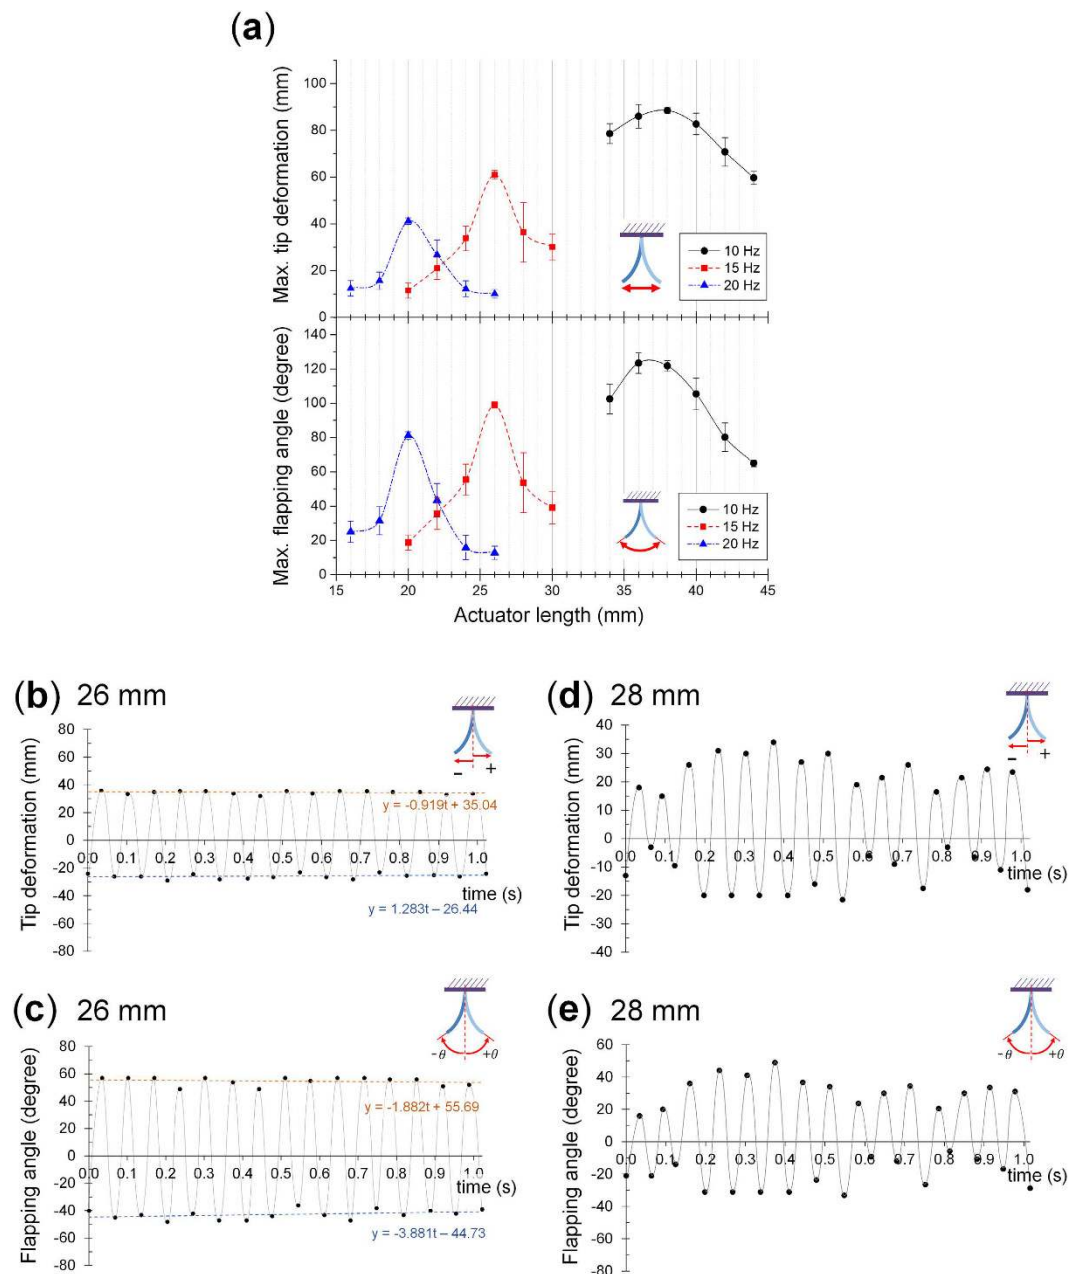 (a)
Max. tip deformation (mm)
100
80
60
40
20
0
10 Hz
15 Hz
20 Hz
Max. flapping angle (degree)
140
120
100
80
60
40
20
0
10 Hz
15 Hz
20 Hz
15 20 25 30 35 40 45
Actuator length (mm)
(b) 26 mm
Tip deformation (mm)
80
60
40
20
0
-20
-40
-60
-80
- +
y = -0.919t + 35.04
0.0 0.1 0.2 0.3 0.4 0.5 0.6 0.7 0.8 0.9 1.0
time (s)
y = 1.283t – 26.44
(d) 28 mm
Tip deformation (mm)
40
30
20
10
0
-10
-20
-30
-40
- +
0.0 0.1 0.2 0.3 0.4 0.5 0.6 0.7 0.8 0.9 1.0
time (s)
(c) 26 mm
Flapping angle (degree)
80
60
40
20
0
-20
-40
-60
-80
-θ +θ
y = -1.882t + 55.69
0.0 0.1 0.2 0.3 0.4 0.5 0.6 0.7 0.8 0.9 1.0
time (s)
y = -3.881t – 44.73
(e) 28 mm
Flapping angle (degree)
60
40
20
0
-20
-40
-60
-80
-θ +θ
0.0 0.1 0.2 0.3 0.4 0.5 0.6 0.7 0.8 0.9 1.0
time (s)